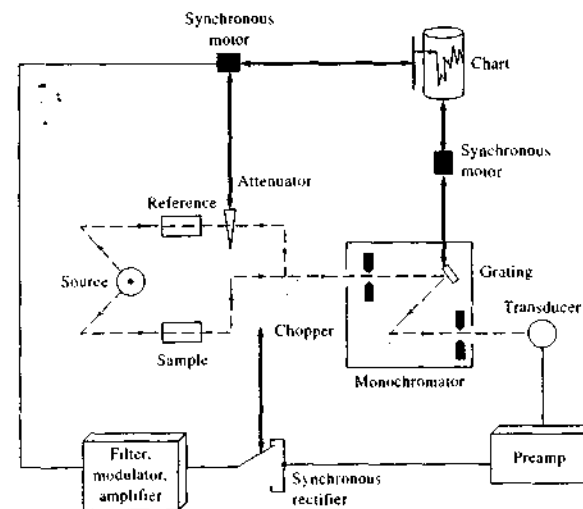 Synchronous
motor
Chart
Synchronous
motor
Attenuator
Reference
Source
Grating
Transducer
Chopper
Sample
Monochromator
Filter,
modulator,
amplifier
Synchronous
rectifier
Preamp